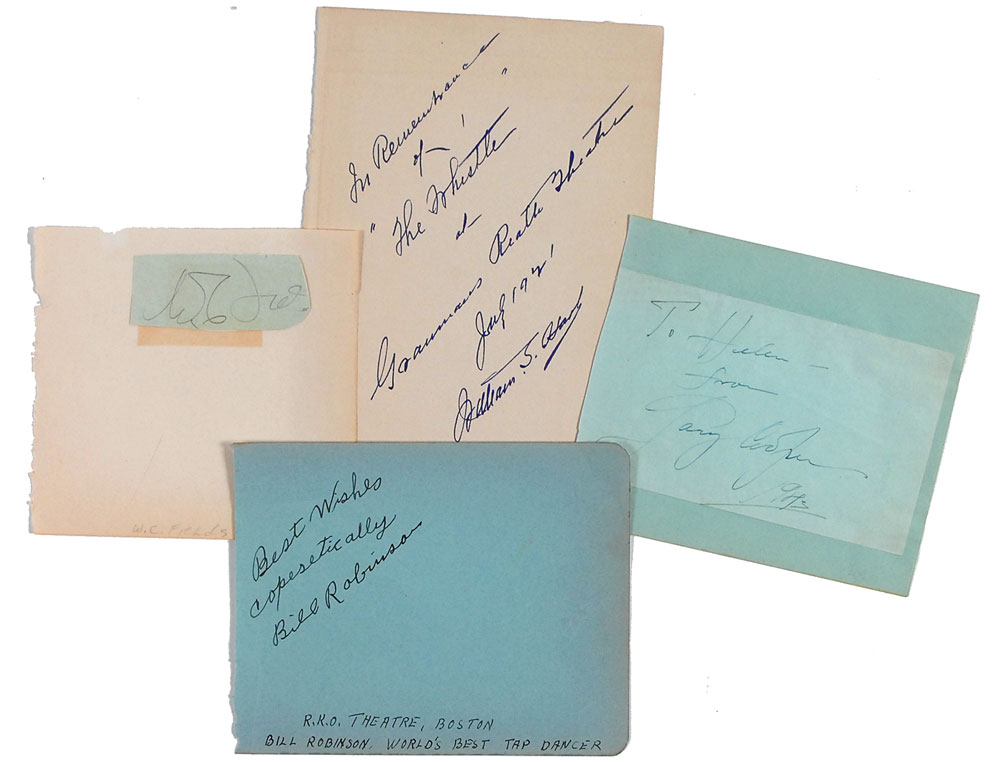 In Remembrance
of - !
" The Whistle "
at
Graumans Rialto Theatre
July 1921
William S. Hart
W. C. Fields
W.C. FIELDS
To Helen -
from
Gary Cooper
1943
Best Wishes
copesetically
Bill Robinson
R.K.O. THEATRE, BOSTON
BILL ROBINSON, WORLD'S BEST TAP DANCER